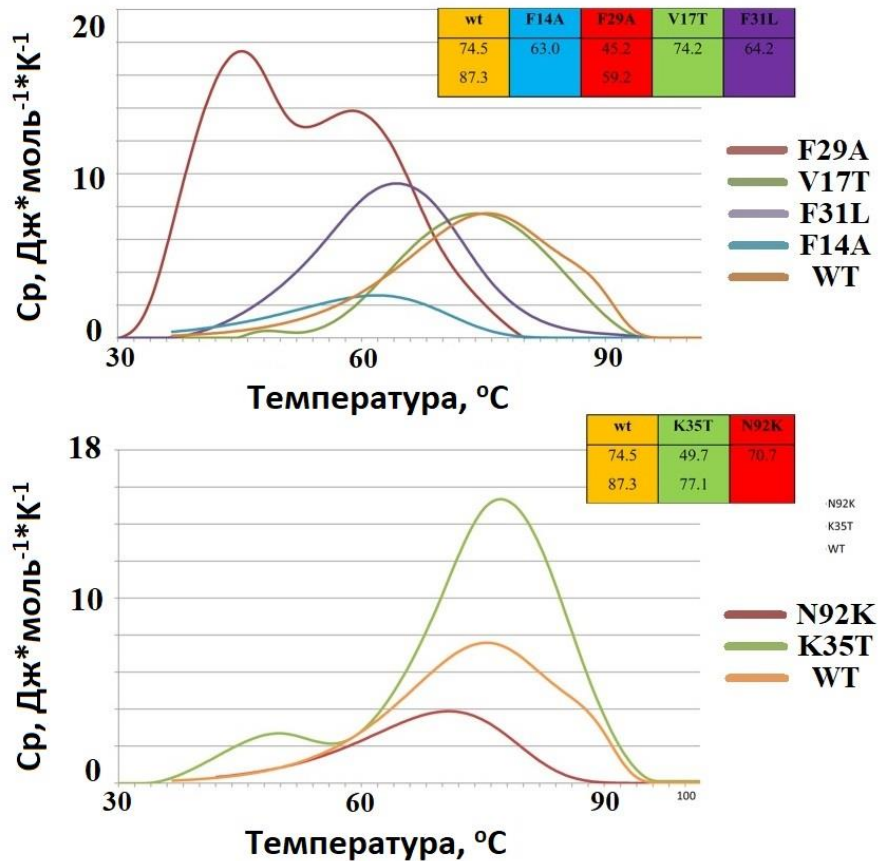 20
wt F14A F29A V17T F31L
74.5 63.0 45.2 74.2 64.2
87.3 59.2
F29A
V17T
F31L
F14A
WT
10
0
30 60 90
Cp, Дж*моль⁻¹*К⁻¹
Температура, °C
18
wt K35T N92K
74.5 49.7 70.7
87.3 77.1
N92K
K35T
WT
10
N92K
K35T
WT
0
30 60 90 100
Cp, Дж*моль⁻¹*К⁻¹
Температура, °C